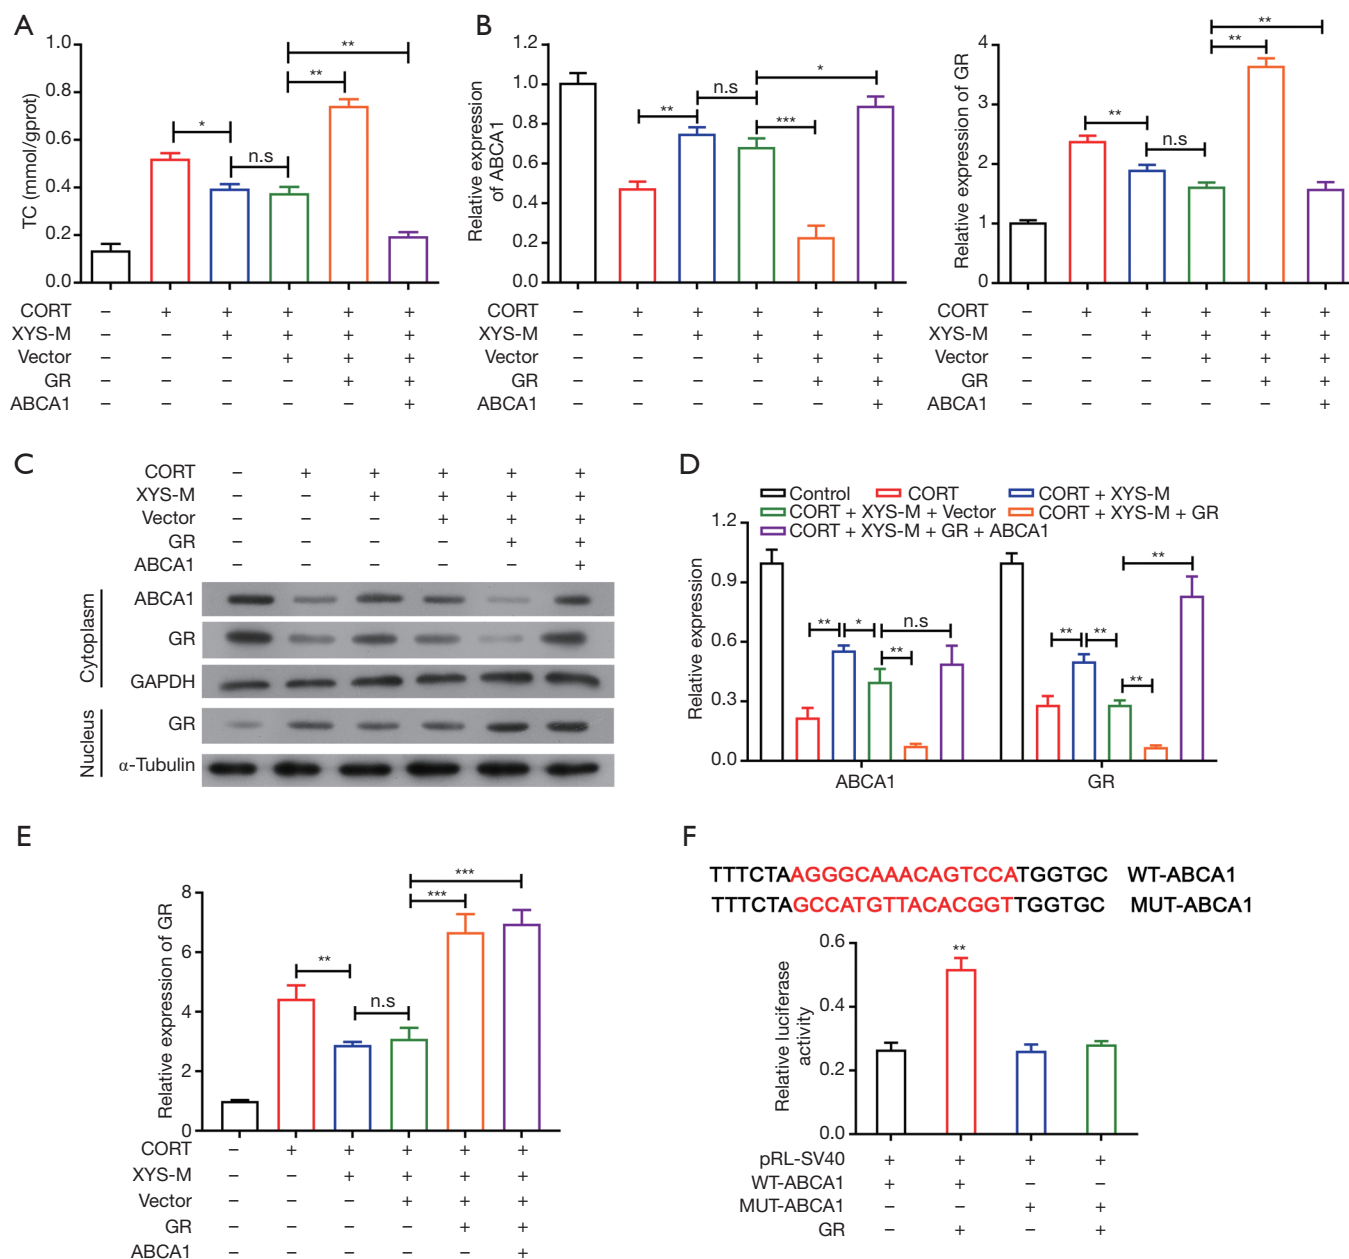 A
TC (mmol/gprot)
1.0
0.8
0.6
0.4
0.2
0.0
*
n.s
**
**
CORT – + + + + +
XYS-M – – + + + +
Vector – – – + + +
GR – – – – + +
ABCA1 – – – – – +
B
Relative expression
of ABCA1
1.2
1.0
0.8
0.6
0.4
0.2
0.0
**
n.s
***
*
CORT – + + + + +
XYS-M – – + + + +
Vector – – – + + +
GR – – – – + +
ABCA1 – – – – – +
Relative expression of GR
4
3
2
1
0
**
n.s
**
**
CORT – + + + + +
XYS-M – – + + + +
Vector – – – + + +
GR – – – – + +
ABCA1 – – – – – +
C
CORT – + + + + +
XYS-M – – + + + +
Vector – – – + + +
GR – – – – + +
ABCA1 – – – – – +
Cytoplasm
ABCA1
GR
GAPDH
Nucleus
GR
α-Tubulin
D
Control CORT CORT + XYS-M
CORT + XYS-M + Vector CORT + XYS-M + GR
CORT + XYS-M + GR + ABCA1
Relative expression
1.2
0.9
0.6
0.3
0.0
** * n.s
**
** ** **
**
ABCA1 GR
E
Relative expression of GR
8
6
4
2
0
**
n.s
***
***
CORT – + + + + +
XYS-M – – + + + +
Vector – – – + + +
GR – – – – + +
ABCA1 – – – – – +
F
TTTCTAAGGGCAAACAGTCCATGGTGC WT-ABCA1
TTTCTAGCCATGTTACACGGTTGGTGC MUT-ABCA1
Relative luciferase
activity
0.6
0.4
0.2
0.0
**
pRL-SV40 + + + +
WT-ABCA1 + + – –
MUT-ABCA1 – – + +
GR – + – +